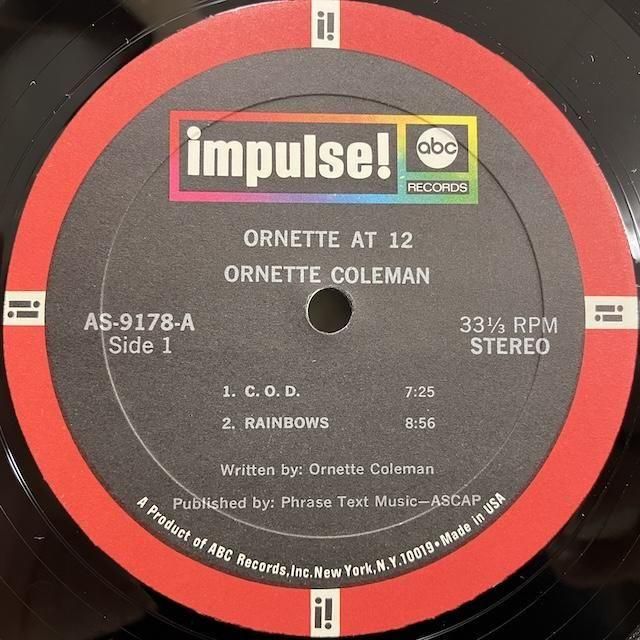 i!
impulse!
abc
RECORDS
ORNETTE AT 12
ORNETTE COLEMAN
i!
i!
AS-9178-A
Side 1
33⅓ RPM
STEREO
1. C. O. D. 7:25
2. RAINBOWS 8:56
Written by: Ornette Coleman
Published by: Phrase Text Music—ASCAP
A Product of ABC Records, Inc. New York, N.Y. 10019 • Made in USA
i!